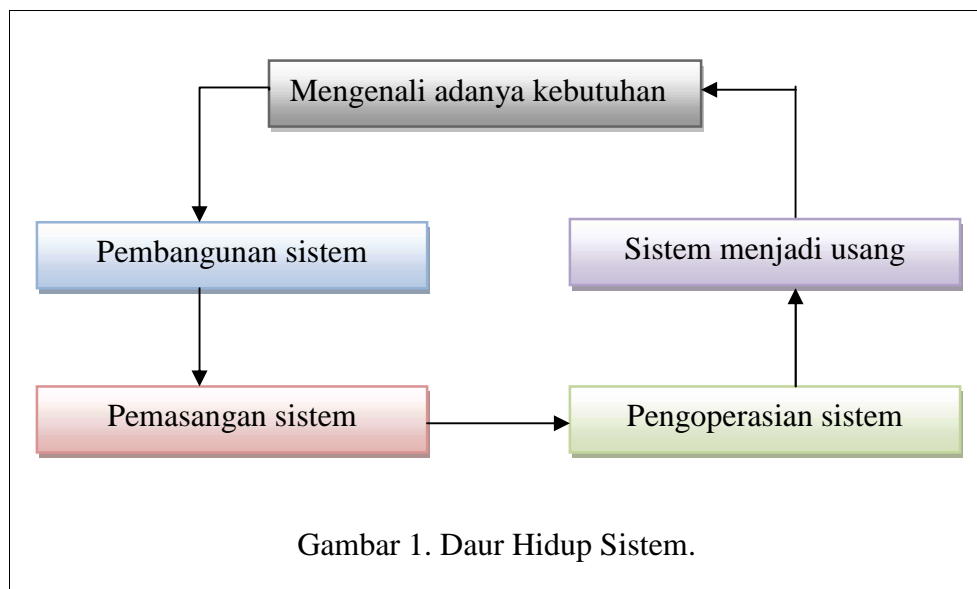 Mengenali adanya kebutuhan
Pembangunan sistem
Sistem menjadi usang
Pemasangan sistem
Pengoperasian sistem
Gambar 1. Daur Hidup Sistem.